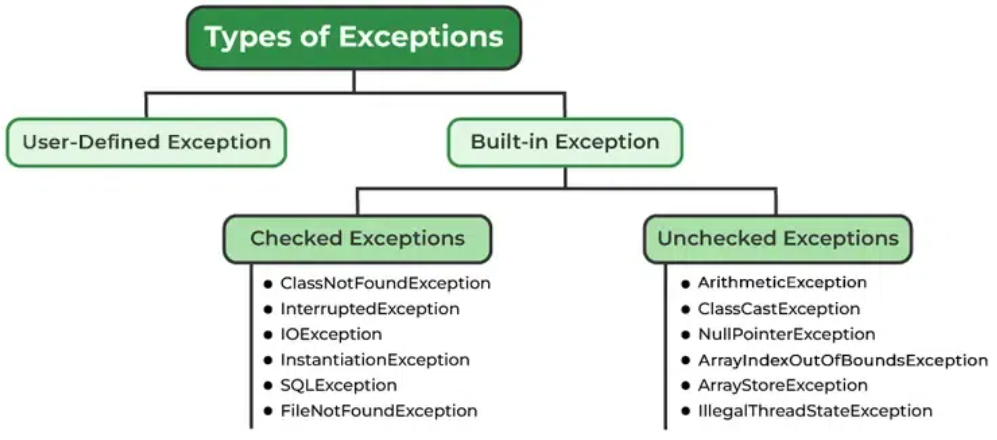 Types of Exceptions
User-Defined Exception
Built-in Exception
Checked Exceptions
ClassNotFoundException
InterruptedException
IOException
InstantiationException
SQLException
FileNotFoundException
Unchecked Exceptions
ArithmeticException
ClassCastException
NullPointerException
ArrayIndexOutOfBoundsException
ArrayStoreException
IllegalThreadStateException